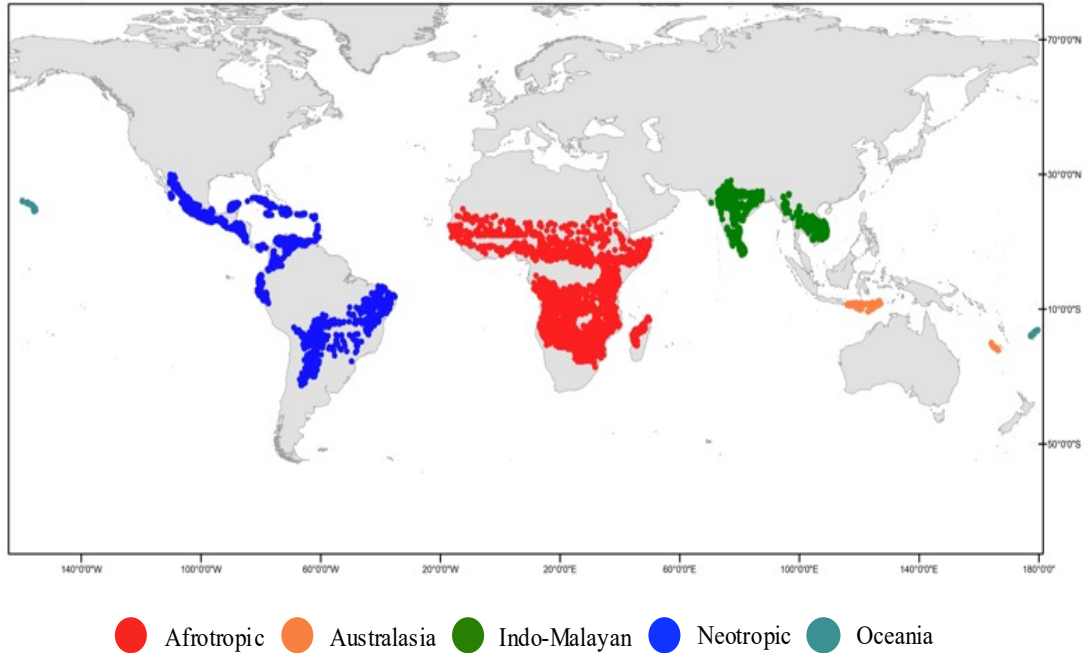 70°0'0"N
30°0'0"N
10°0'0"S
50°0'0"S
140°0'0"W 100°0'0"W 60°0'0"W 20°0'0"W 20°0'0"E 60°0'0"E 100°0'0"E 140°0'0"E 180°0'0"
Afrotropic Australasia Indo-Malayan Neotropic Oceania